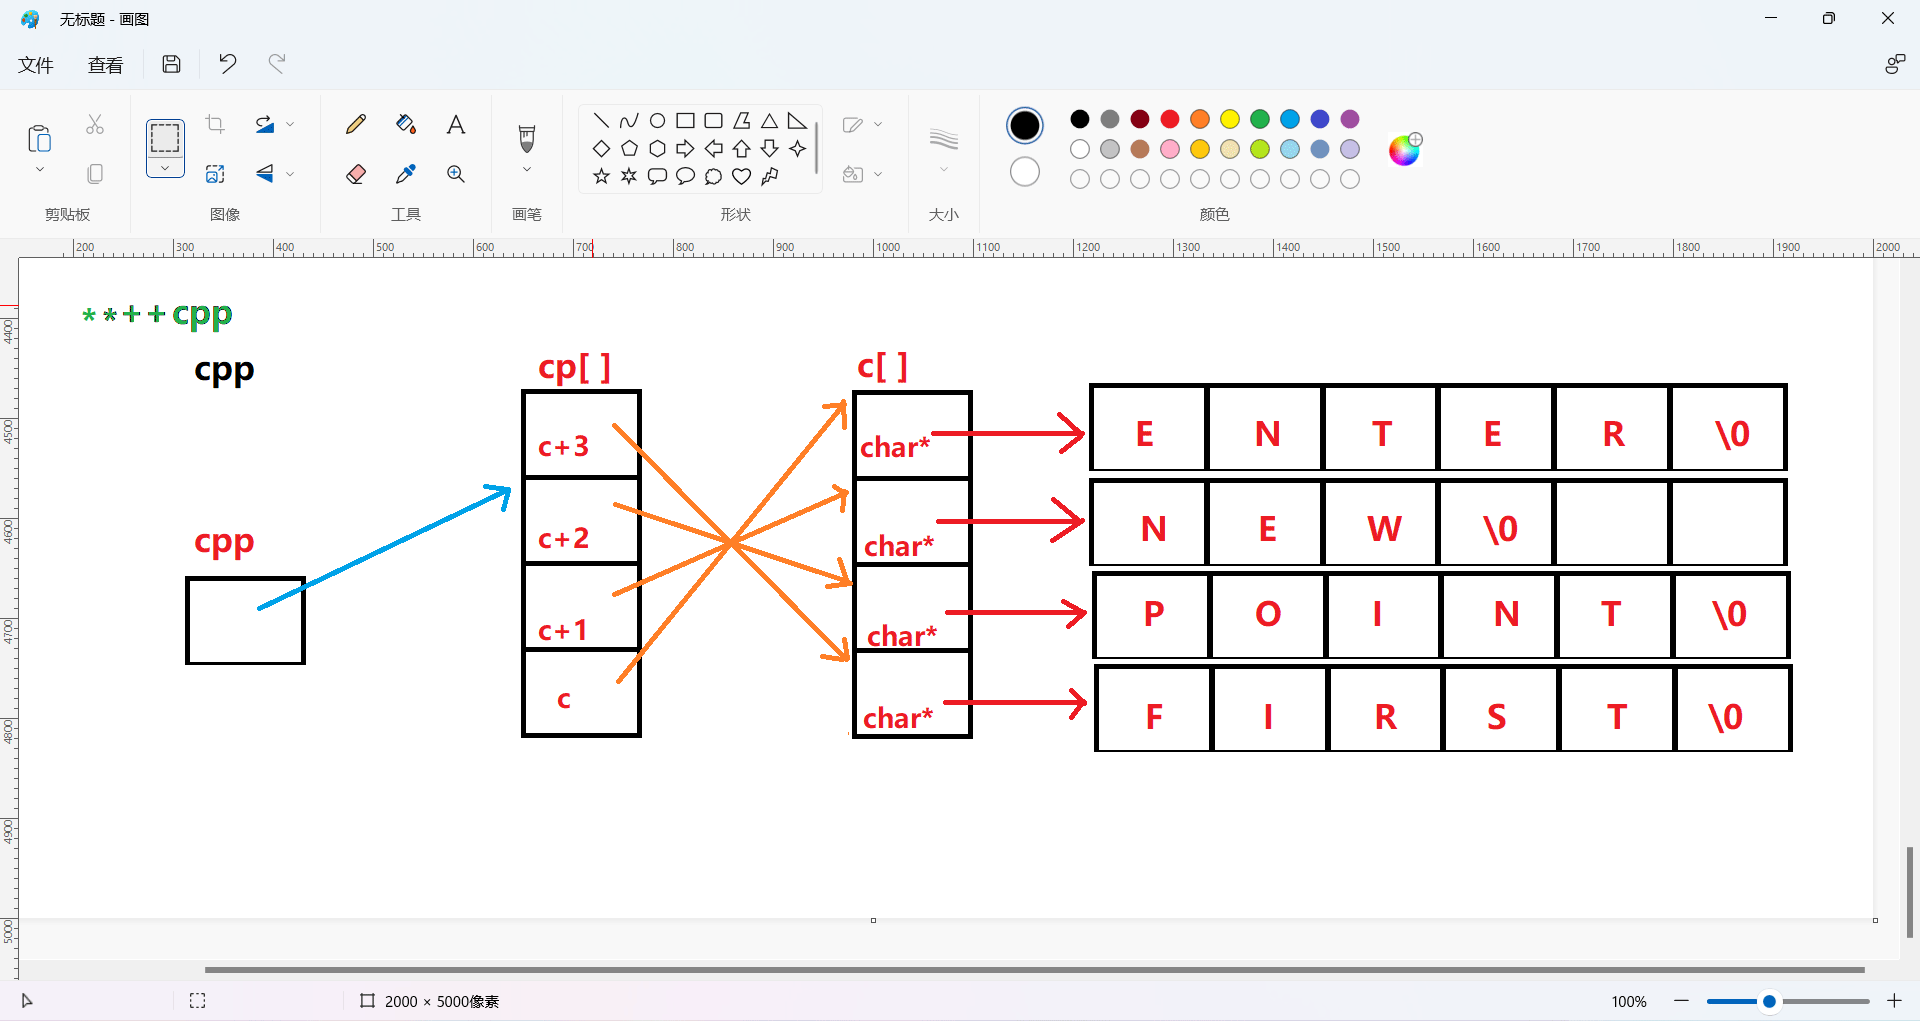 无标题 - 画图
文件 查看
剪贴板 图像 工具 画笔 形状 大小 颜色
200 300 400 500 600 700 800 900 1000 1100 1200 1300 1400 1500 1600 1700 1800 1900 2000
4400
4500
4600
4700
4800
4900
5000
**++cpp
cpp
cp[ ] c[ ]
c+3 char* E N T E R \0
cpp c+2 char* N E W \0
c+1 char* P O I N T \0
c char* F I R S T \0
2000 × 5000像素 100%